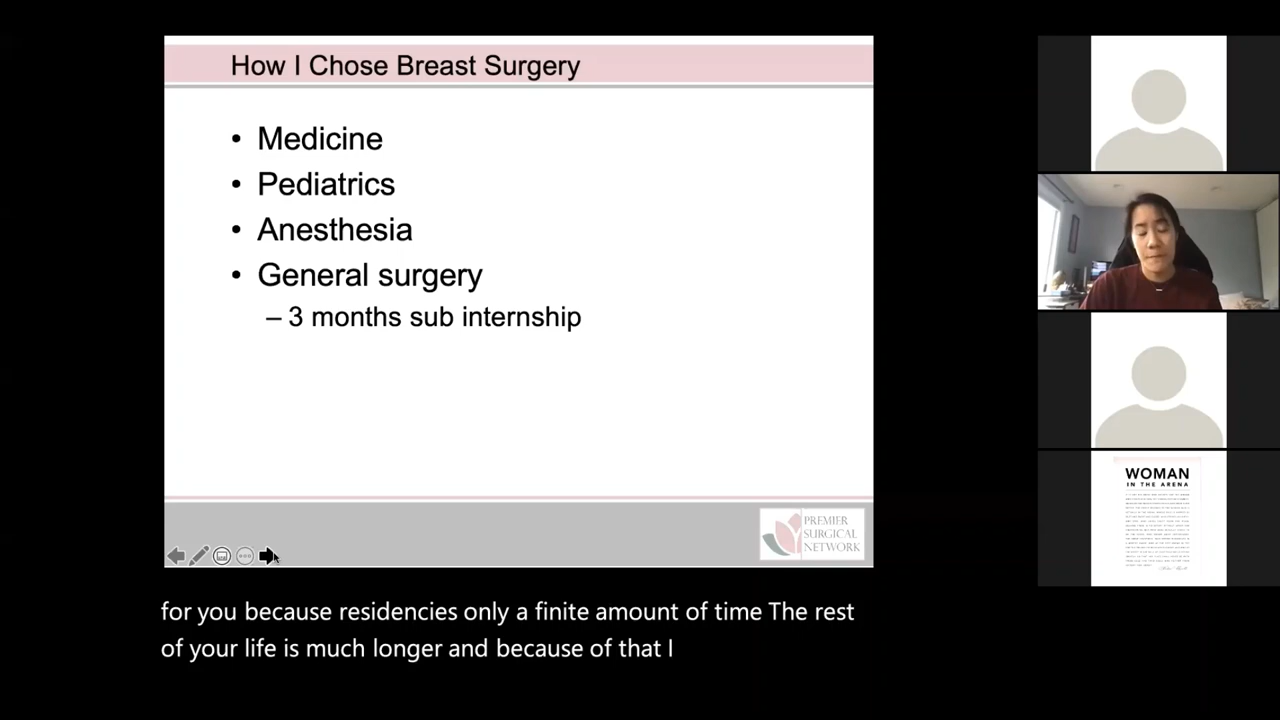 How I Chose Breast Surgery
• Medicine
• Pediatrics
• Anesthesia
• General surgery
– 3 months sub internship
PREMIER
SURGICAL
NETWORK
for you because residencies only a finite amount of time The rest
of your life is much longer and because of that I
WOMAN
IN THE ARENA